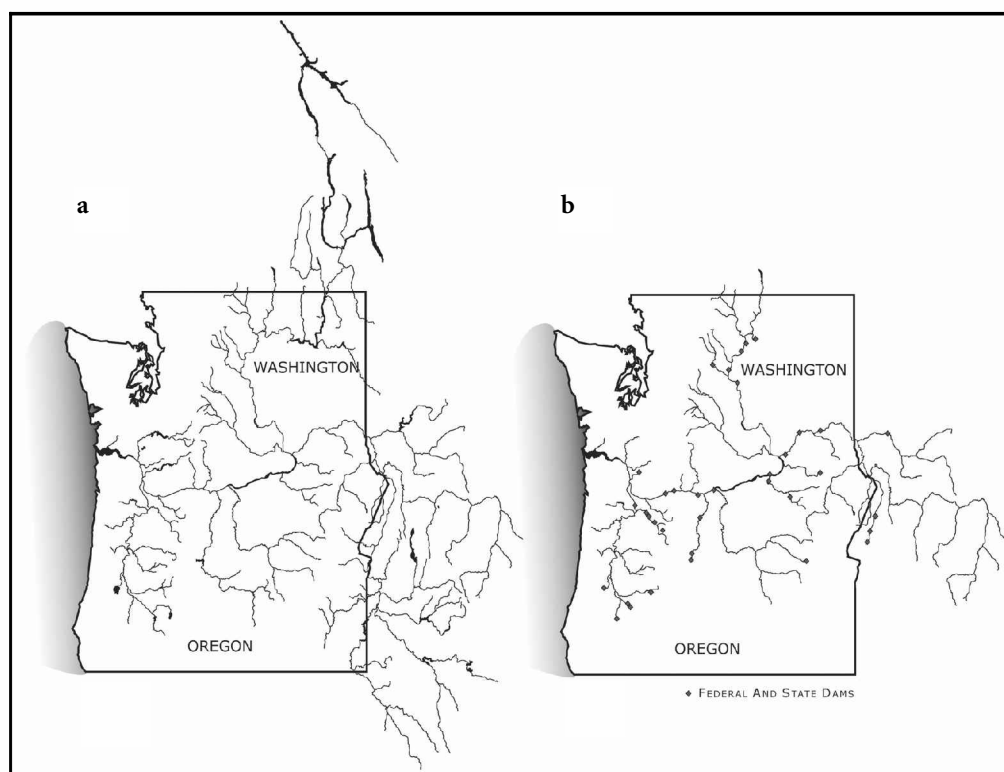 a
b
WASHINGTON
WASHINGTON
OREGON
OREGON
FEDERAL AND STATE DAMS